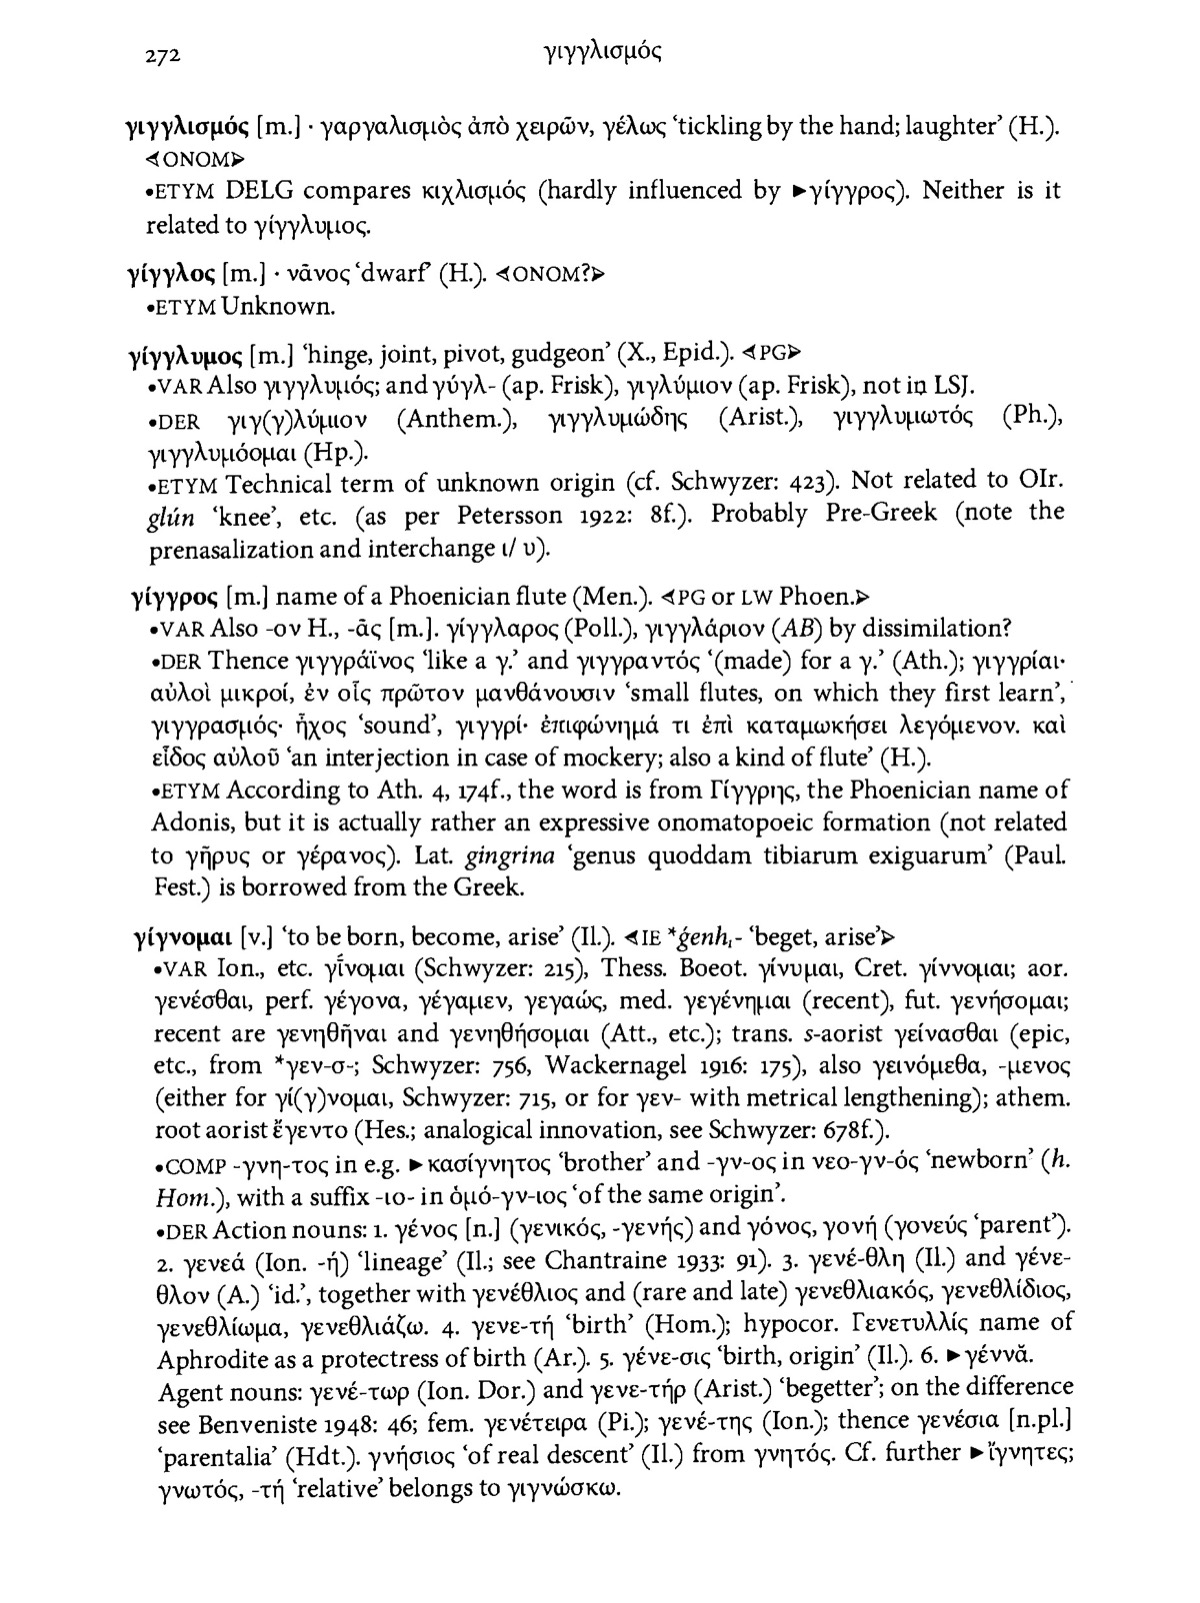 272
γιγγλισμός
γιγγλισμός [m.] · γαργαλισμὸς ἀπὸ χειρῶν, γέλως ‘tickling by the hand; laughter’ (H.).
⊲ONOM⊳
•ETYM DELG compares κιχλισμός (hardly influenced by ►γίγγρος). Neither is it
related to γίγγλυμος.
γίγγλος [m.] · νᾶνος ‘dwarf’ (H.). ⊲ONOM?⊳
•ETYM Unknown.
γίγγλυμος [m.] ‘hinge, joint, pivot, gudgeon’ (X., Epid.). ⊲PG⊳
•VAR Also γιγγλυμός; and γύγλ- (ap. Frisk), γιγλύμιον (ap. Frisk), not in LSJ.
•DER γιγ(γ)λύμιον (Anthem.), γιγγλυμώδης (Arist.), γιγγλυμωτός (Ph.),
γιγγλυμόομαι (Hp.).
•ETYM Technical term of unknown origin (cf. Schwyzer: 423). Not related to OIr.
glún ‘knee’, etc. (as per Petersson 1922: 8f.). Probably Pre-Greek (note the
prenasalization and interchange ι/ υ).
γίγγρος [m.] name of a Phoenician flute (Men.). ⊲PG or LW Phoen.⊳
•VAR Also -ον H., -ᾶς [m.]. γίγγλαρος (Poll.), γιγγλάριον (AB) by dissimilation?
•DER Thence γιγγράϊνος ‘like a γ.’ and γιγγραντός ‘(made) for a γ.’ (Ath.); γιγγρίαι·
αὐλοὶ μικροί, ἐν οἷς πρῶτον μανθάνουσιν ‘small flutes, on which they first learn’,
γιγγρασμός· ἦχος ‘sound’, γιγγρί· ἐπιφώνημά τι ἐπὶ καταμωκήσει λεγόμενον. καὶ
εἶδος αὐλοῦ ‘an interjection in case of mockery; also a kind of flute’ (H.).
•ETYM According to Ath. 4, 174f., the word is from Γίγγρης, the Phoenician name of
Adonis, but it is actually rather an expressive onomatopoeic formation (not related
to γῆρυς or γέρανος). Lat. gingrina ‘genus quoddam tibiarum exiguarum’ (Paul.
Fest.) is borrowed from the Greek.
γίγνομαι [v.] ‘to be born, become, arise’ (Il.). ⊲IE *ǵenh₁- ‘beget, arise’⊳
•VAR Ion., etc. γῑ́νομαι (Schwyzer: 215), Thess. Boeot. γίνυμαι, Cret. γίννομαι; aor.
γενέσθαι, perf. γέγονα, γέγαμεν, γεγαώς, med. γεγένημαι (recent), fut. γενήσομαι;
recent are γενηθῆναι and γενηθήσομαι (Att., etc.); trans. s-aorist γείνασθαι (epic,
etc., from *γεν-σ-; Schwyzer: 756, Wackernagel 1916: 175), also γεινόμεθα, -μενος
(either for γί(γ)νομαι, Schwyzer: 715, or for γεν- with metrical lengthening); athem.
root aorist ἔγεντο (Hes.; analogical innovation, see Schwyzer: 678f.).
•COMP -γνη-τος in e.g. ►κασίγνητος ‘brother’ and -γν-ος in νεο-γν-ός ‘newborn’ (h.
Hom.), with a suffix -ιο- in ὁμό-γν-ιος ‘of the same origin’.
•DER Action nouns: 1. γένος [n.] (γενικός, -γενής) and γόνος, γονή (γονεύς ‘parent’).
2. γενεά (Ion. -ή) ‘lineage’ (Il.; see Chantraine 1933: 91). 3. γενέ-θλη (Il.) and γένε-
θλον (A.) ‘id.’, together with γενέθλιος and (rare and late) γενεθλιακός, γενεθλίδιος,
γενεθλίωμα, γενεθλιάζω. 4. γενε-τή ‘birth’ (Hom.); hypocor. Γενετυλλίς name of
Aphrodite as a protectress of birth (Ar.). 5. γένε-σις ‘birth, origin’ (Il.). 6. ►γέννᾰ.
Agent nouns: γενέ-τωρ (Ion. Dor.) and γενε-τήρ (Arist.) ‘begetter’; on the difference
see Benveniste 1948: 46; fem. γενέτειρα (Pi.); γενέ-της (Ion.); thence γενέσια [n.pl.]
‘parentalia’ (Hdt.). γνήσιος ‘of real descent’ (Il.) from γνητός. Cf. further ►ἴγνητες;
γνωτός, -τή ‘relative’ belongs to γιγνώσκω.